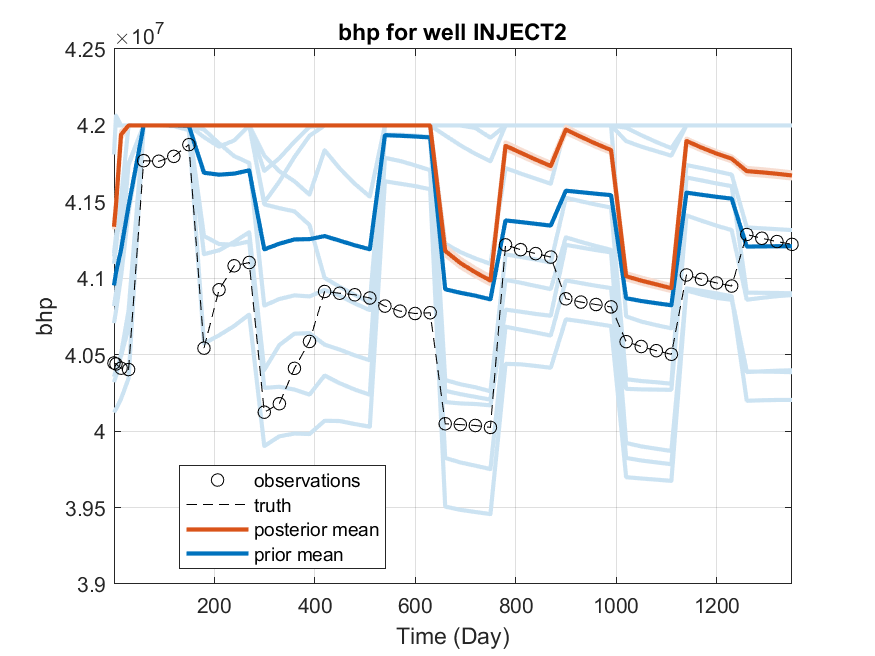 bhp for well INJECT2
×10^7
4.25
4.2
4.15
4.1
4.05
4
3.95
3.9
bhp
observations
truth
posterior mean
prior mean
200 400 600 800 1000 1200
Time (Day)